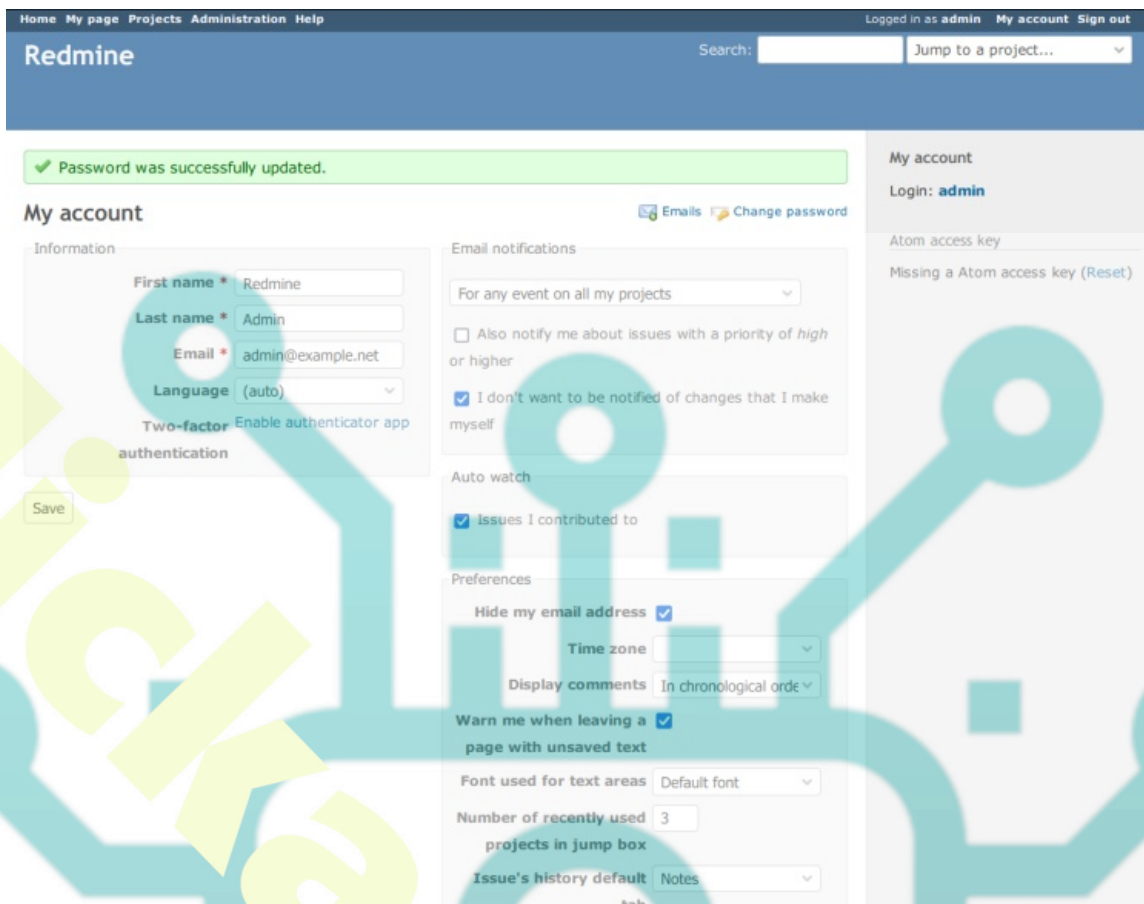 Home My page Projects Administration Help
Logged in as admin My account Sign out
Redmine
Search:
Jump to a project...
Password was successfully updated.
My account
Emails Change password
Information
First name * Redmine
Last name * Admin
Email * admin@example.net
Language (auto)
Two-factor Enable authenticator app
authentication
Save
Email notifications
For any event on all my projects
Also notify me about issues with a priority of high
or higher
I don't want to be notified of changes that I make
myself
Auto watch
Issues I contributed to
Preferences
Hide my email address
Time zone
Display comments In chronological orde
Warn me when leaving a
page with unsaved text
Font used for text areas Default font
Number of recently used 3
projects in jump box
Issue's history default Notes
tab
My account
Login: admin
Atom access key
Missing a Atom access key (Reset)